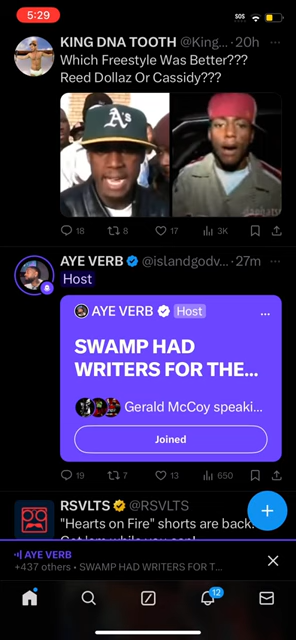 5:29
SOS
KING DNA TOOTH @King... · 20h
Which Freestyle Was Better???
Reed Dollaz Or Cassidy???
A's
18 8 17 3K
AYE VERB @islandgodv... · 27m
Host
AYE VERB Host
SWAMP HAD
WRITERS FOR THE...
Gerald McCoy speaki...
Joined
19 7 13 650
RSVLTS @RSVLTS
"Hearts on Fire" shorts are back!
AYE VERB
+437 others • SWAMP HAD WRITERS FOR T...
12